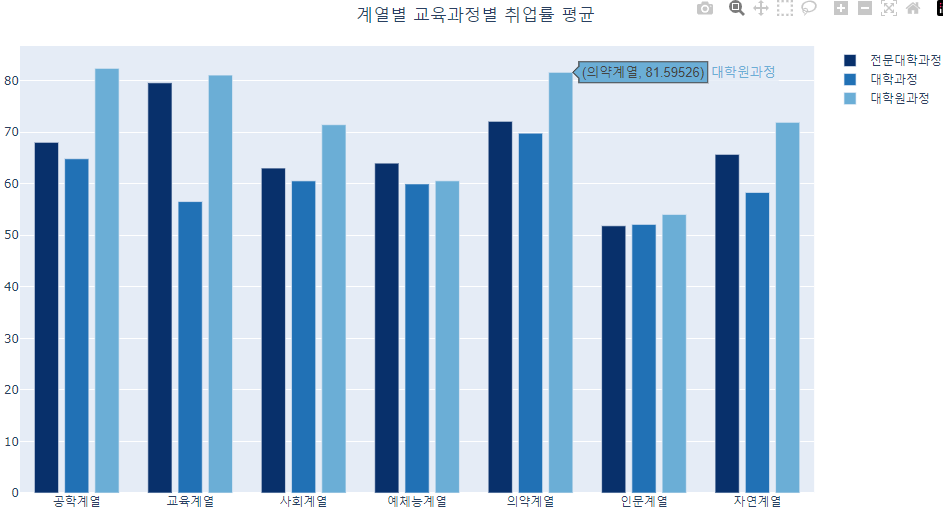 계열별 교육과정별 취업률 평균
전문대학과정
대학과정
대학원과정
(의약계열, 81.59526) 대학원과정
80
70
60
50
40
30
20
10
0
공학계열 교육계열 사회계열 예체능계열 의약계열 인문계열 자연계열